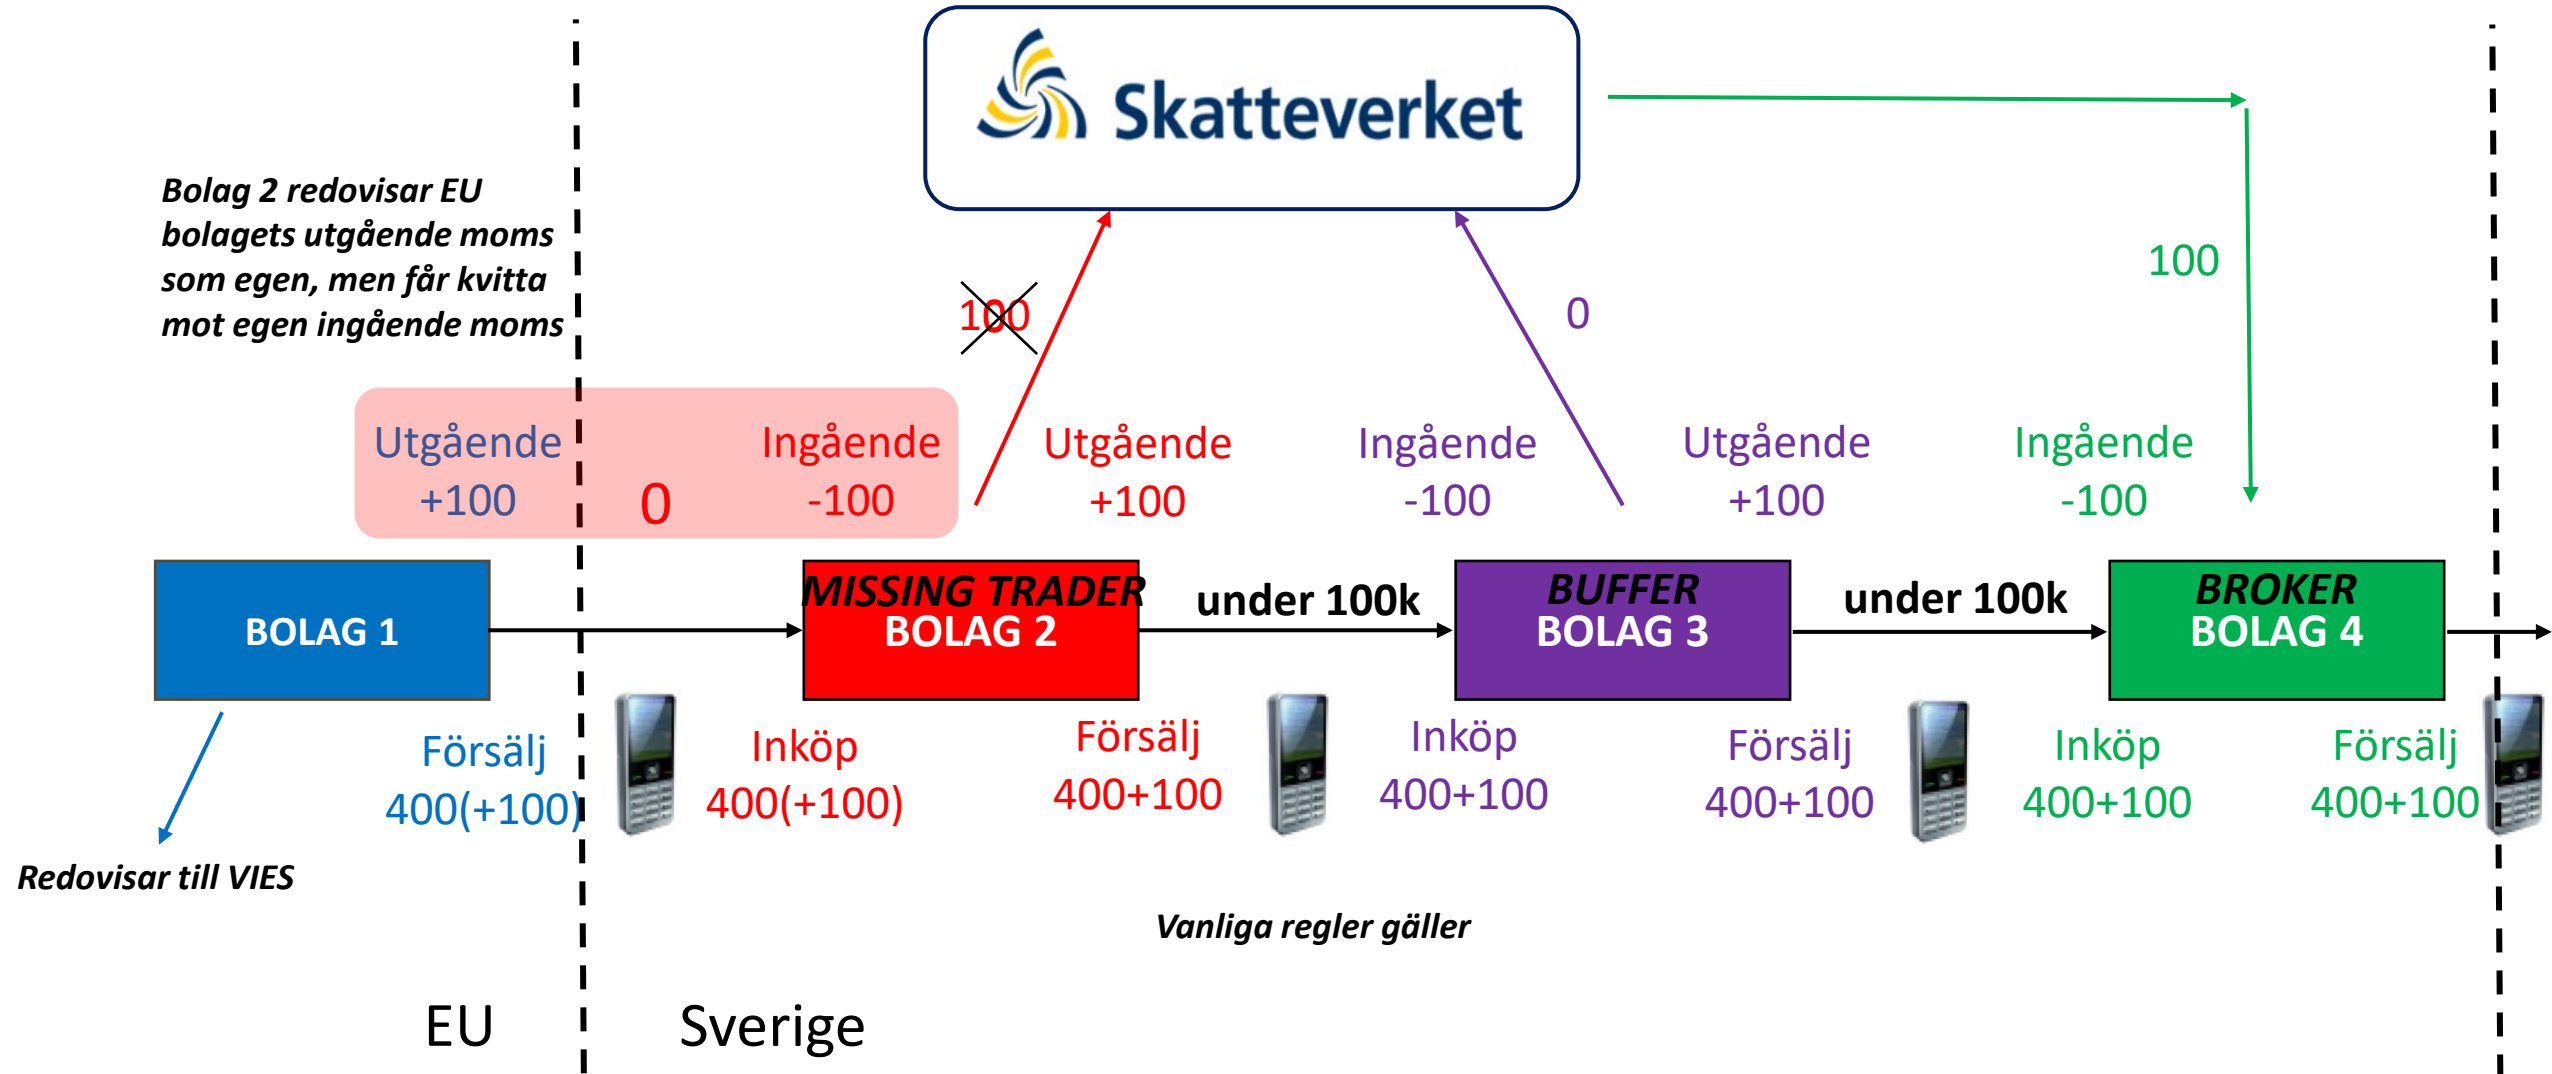 Skatteverket
Bolag 2 redovisar EU
bolagets utgående moms
som egen, men får kvitta
mot egen ingående moms
100
100
0
Utgående
+100
0
Ingående
-100
Utgående
+100
Ingående
-100
Utgående
+100
Ingående
-100
BOLAG 1
MISSING TRADER
BOLAG 2
under 100k
BUFFER
BOLAG 3
under 100k
BROKER
BOLAG 4
Försälj
400(+100)
Inköp
400(+100)
Försälj
400+100
Inköp
400+100
Försälj
400+100
Inköp
400+100
Försälj
400+100
Redovisar till VIES
Vanliga regler gäller
EU
Sverige